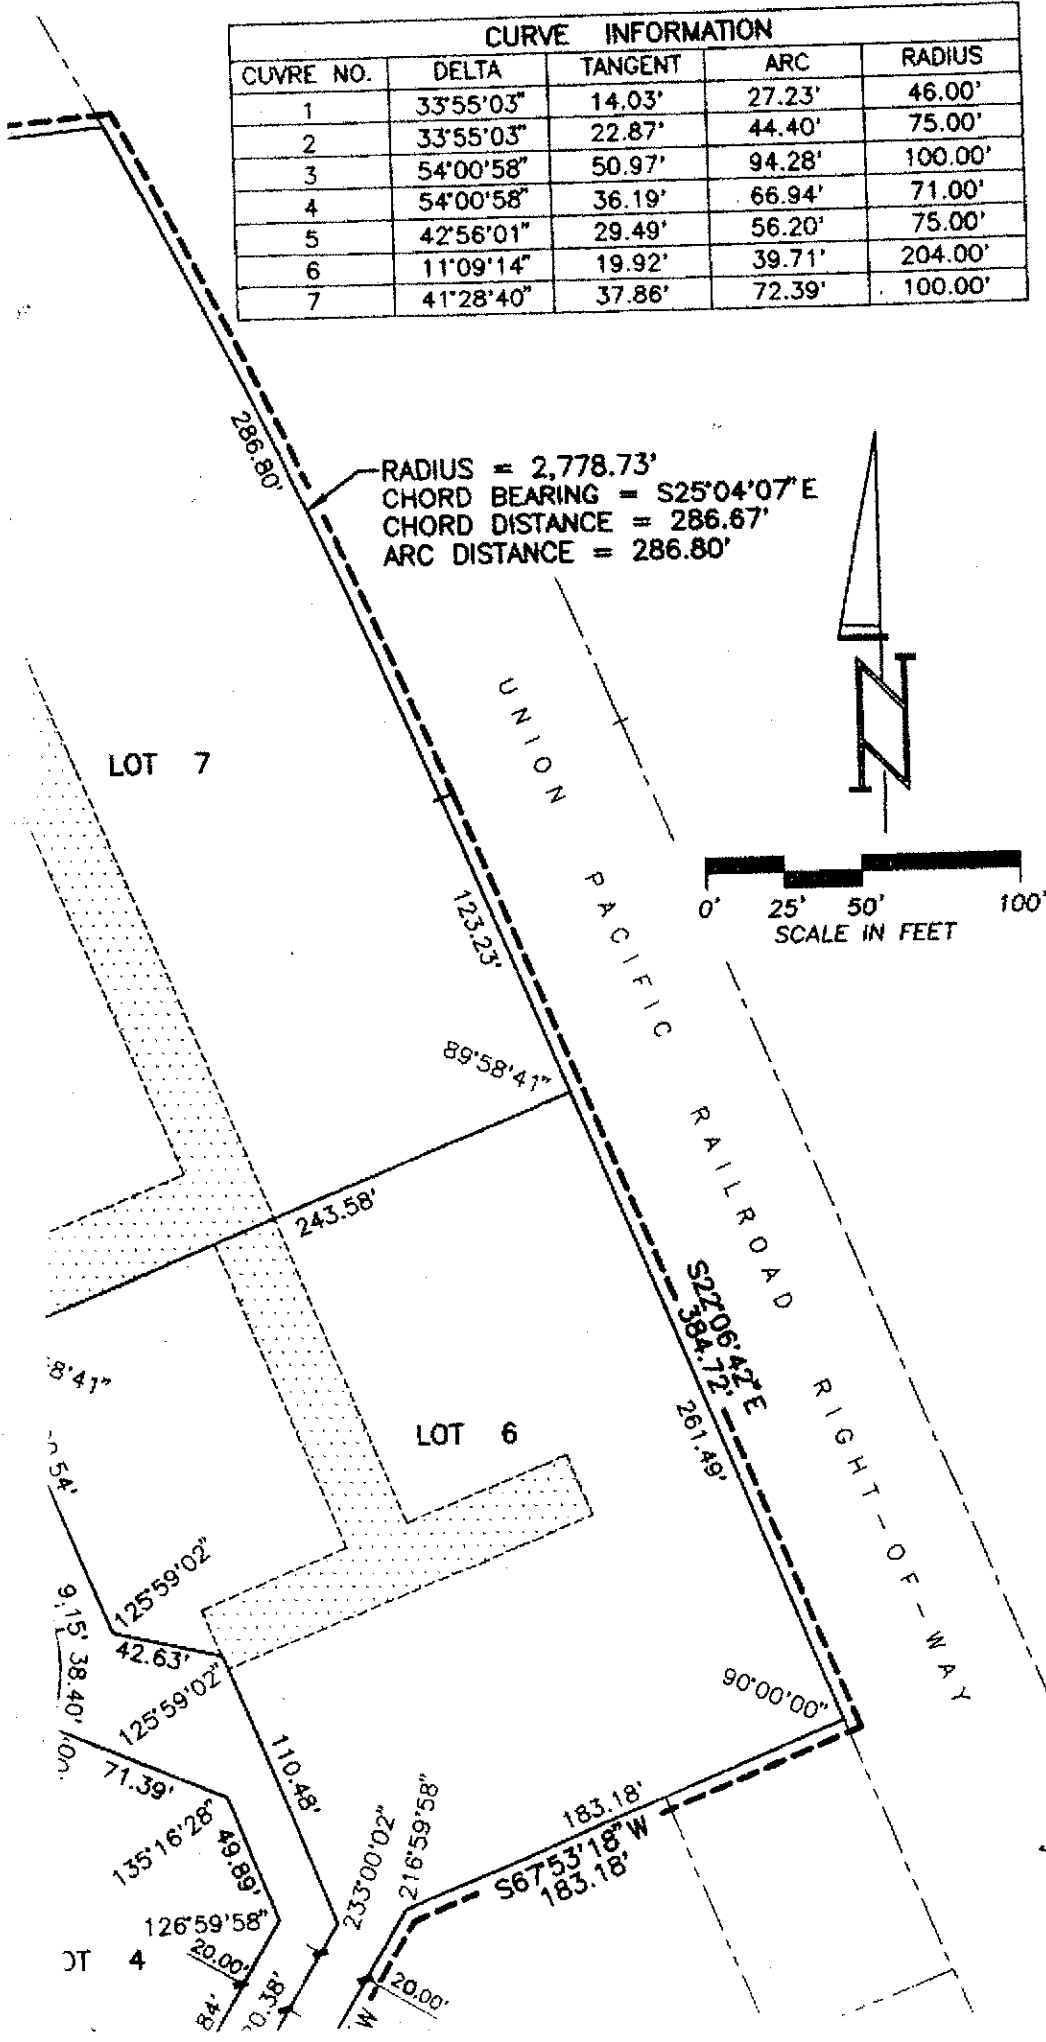 CURVE INFORMATION
CUVRE NO. DELTA TANGENT ARC RADIUS
1 33°55'03" 14.03' 27.23' 46.00'
2 33°55'03" 22.87' 44.40' 75.00'
3 54°00'58" 50.97' 94.28' 100.00'
4 54°00'58" 36.19' 66.94' 71.00'
5 42°56'01" 29.49' 56.20' 75.00'
6 11°09'14" 19.92' 39.71' 204.00'
7 41°28'40" 37.86' 72.39' 100.00'
286.80'
RADIUS = 2,778.73'
CHORD BEARING = S25°04'07"E
CHORD DISTANCE = 286.67'
ARC DISTANCE = 286.80'
UNION PACIFIC RAILROAD RIGHT-OF-WAY
N
LOT 7
0' 25' 50' 100'
SCALE IN FEET
123.23'
89°58'41"
243.58'
S22°06'42"E
384.72'
261.49'
8'41"
LOT 6
0.54'
125°59'02"
42.63'
9.15'
38.40'
125°59'02"
71.39'
110.48'
90°00'00"
183.18'
S67°53'18"W
183.18'
135°16'28"
49.89'
233°00'02"
216°59'58"
126°59'58"
OT 4
20.00'
20.00'
84'
0.38'
W